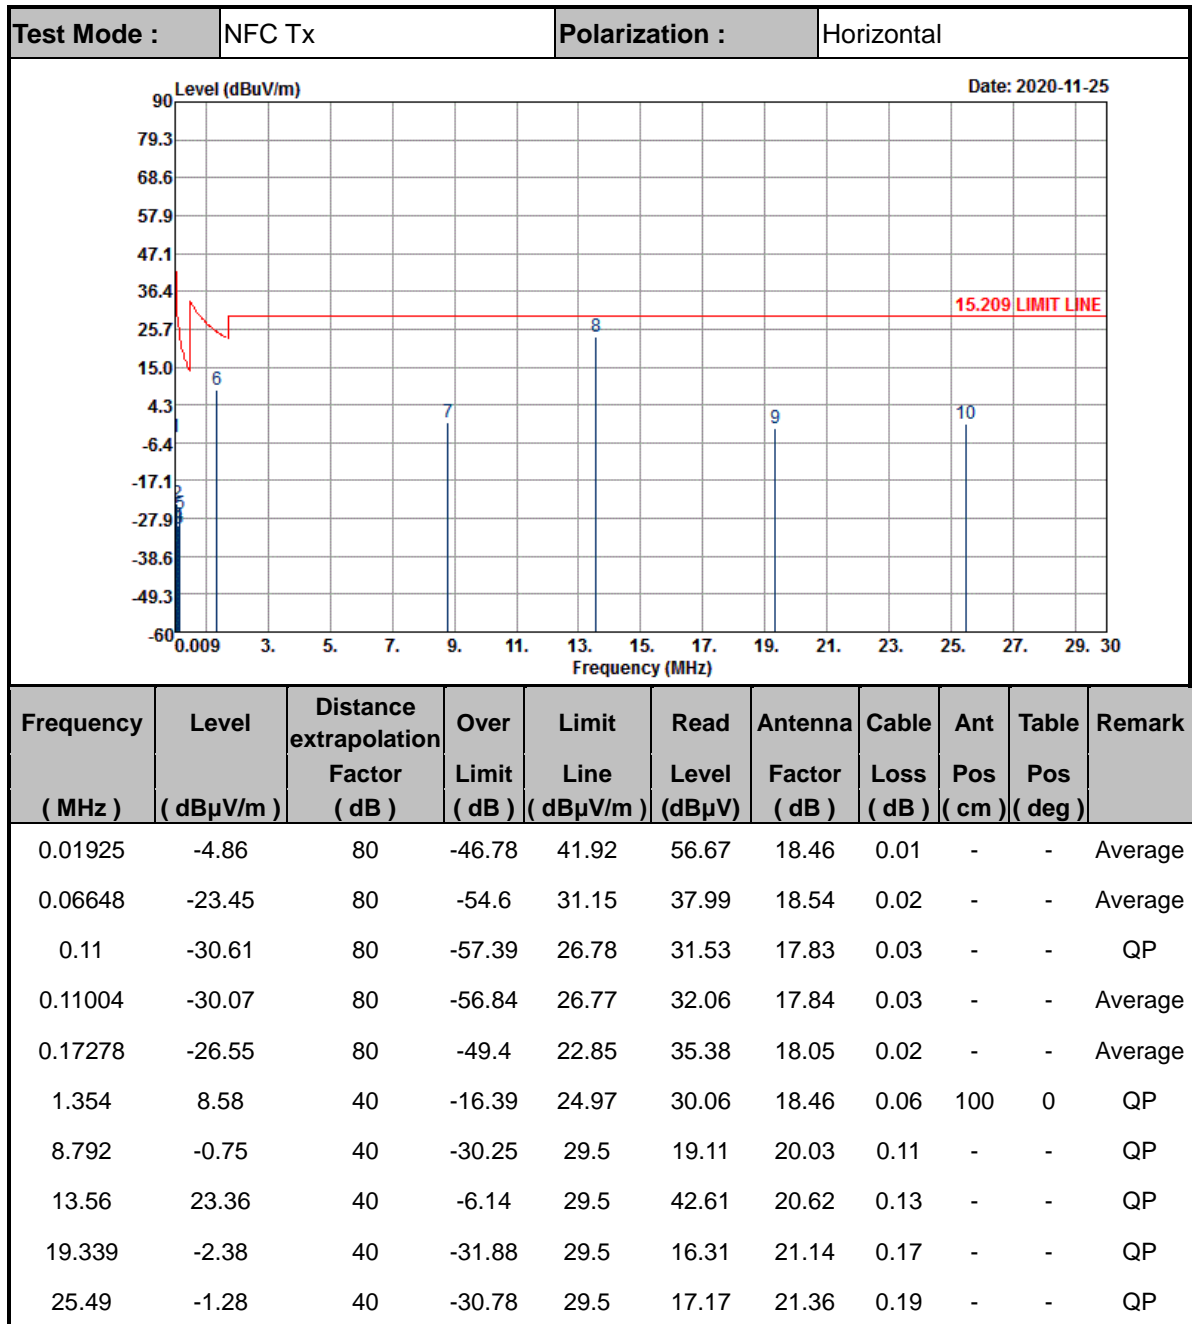 Test Mode : NFC Tx Polarization : Horizontal
Level (dBuV/m) Date: 2020-11-25
90
79.3
68.6
57.9
47.1
36.4
25.7
15.0
4.3
-6.4
-17.1
-27.9
-38.6
-49.3
-60
15.209 LIMIT LINE
8
6
7
9
10
1
2
5
0.009 3. 5. 7. 9. 11. 13. 15. 17. 19. 21. 23. 25. 27. 29. 30
Frequency (MHz)
Frequency Level Distance extrapolation Over Limit Read Antenna Cable Ant Table Remark
Factor Limit Line Level Factor Loss Pos Pos
( MHz ) ( dBµV/m ) ( dB ) ( dB ) ( dBµV/m ) (dBµV) ( dB ) ( dB ) ( cm ) ( deg )
0.01925 -4.86 80 -46.78 41.92 56.67 18.46 0.01 - - Average
0.06648 -23.45 80 -54.6 31.15 37.99 18.54 0.02 - - Average
0.11 -30.61 80 -57.39 26.78 31.53 17.83 0.03 - - QP
0.11004 -30.07 80 -56.84 26.77 32.06 17.84 0.03 - - Average
0.17278 -26.55 80 -49.4 22.85 35.38 18.05 0.02 - - Average
1.354 8.58 40 -16.39 24.97 30.06 18.46 0.06 100 0 QP
8.792 -0.75 40 -30.25 29.5 19.11 20.03 0.11 - - QP
13.56 23.36 40 -6.14 29.5 42.61 20.62 0.13 - - QP
19.339 -2.38 40 -31.88 29.5 16.31 21.14 0.17 - - QP
25.49 -1.28 40 -30.78 29.5 17.17 21.36 0.19 - - QP